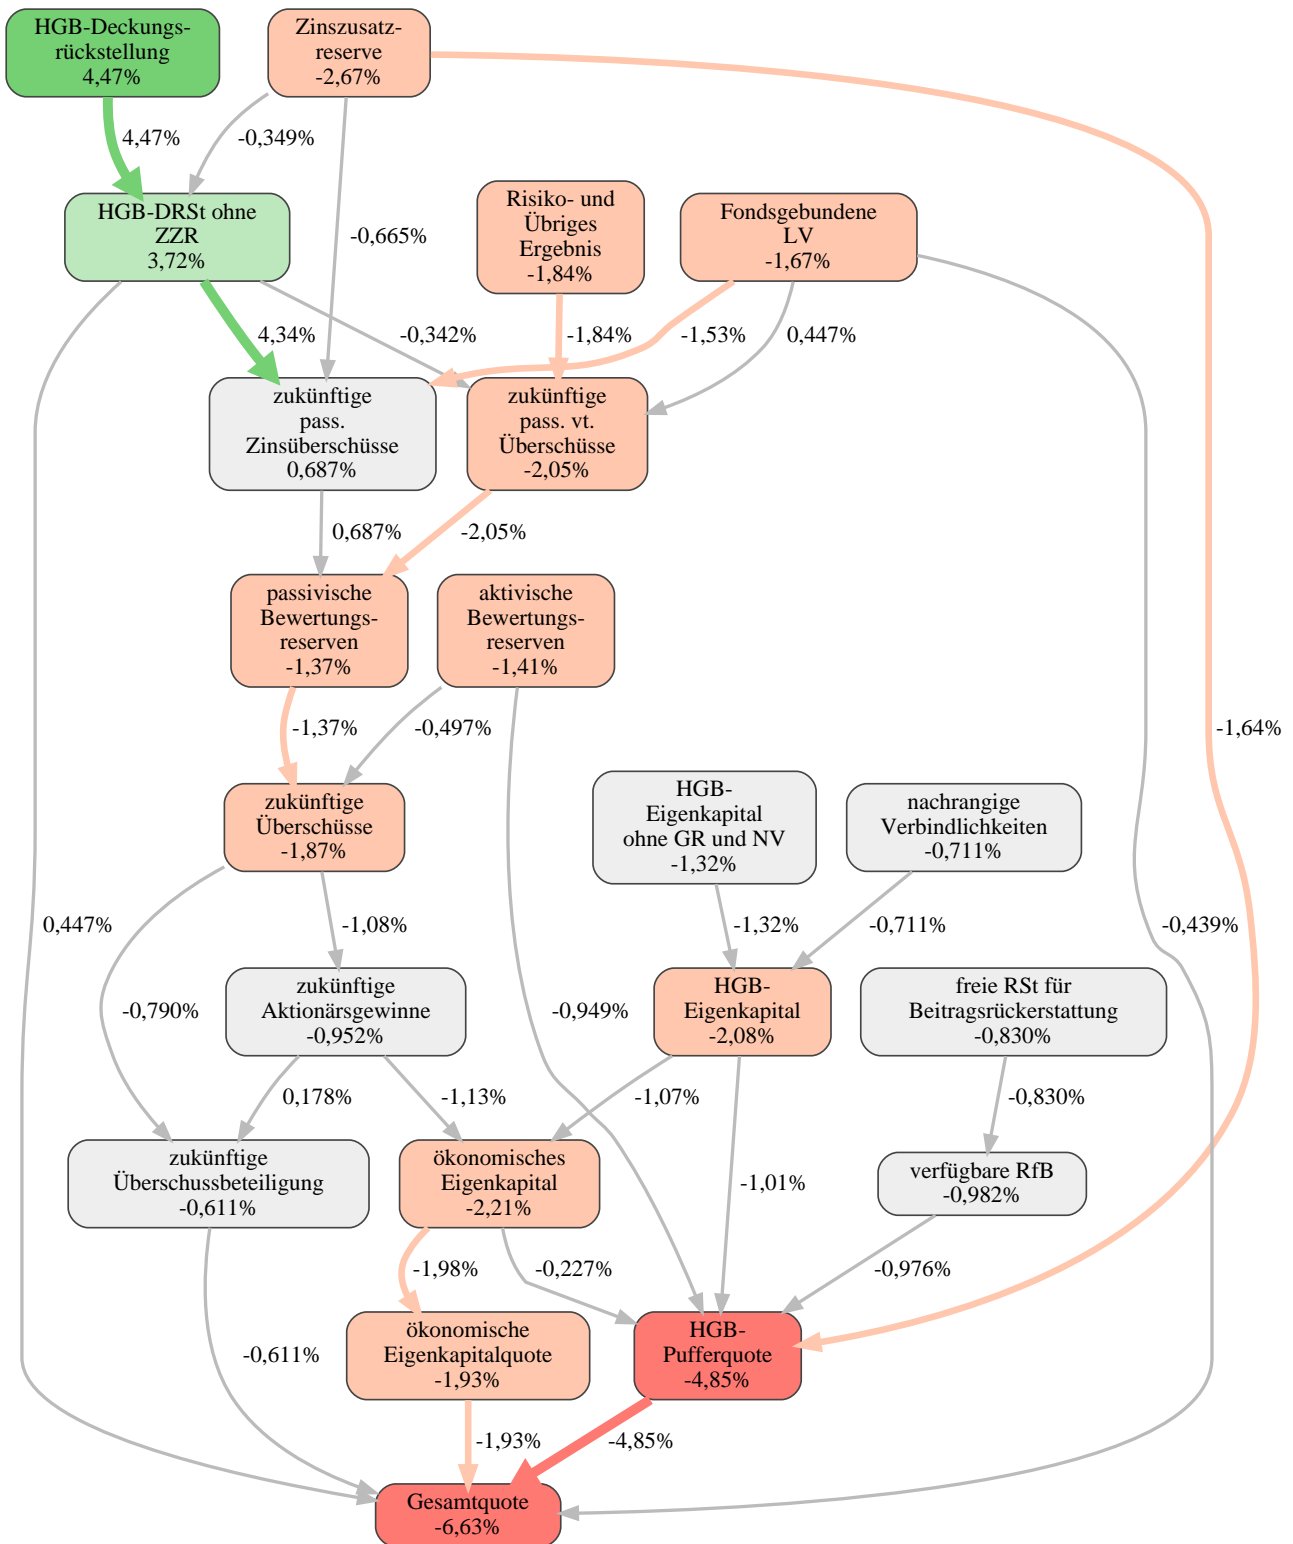 HGB-Deckungs-
rückstellung
4,47%
Zinszusatz-
reserve
-2,67%
4,47%
-0,349%
HGB-DRSt ohne
ZZR
3,72%
-0,665%
Risiko- und
Übriges
Ergebnis
-1,84%
Fondsgebundene
LV
-1,67%
4,34%
-0,342%
-1,84%
-1,53%
0,447%
zukünftige
pass.
Zinsüberschüsse
0,687%
zukünftige
pass. vt.
Überschüsse
-2,05%
0,687%
-2,05%
passivische
Bewertungs-
reserven
-1,37%
aktivische
Bewertungs-
reserven
-1,41%
-1,37%
-0,497%
-1,64%
zukünftige
Überschüsse
-1,87%
HGB-
Eigenkapital
ohne GR und NV
-1,32%
nachrangige
Verbindlichkeiten
-0,711%
0,447%
-1,08%
-1,32%
-0,711%
-0,439%
-0,790%
zukünftige
Aktionärsgewinne
-0,952%
-0,949%
HGB-
Eigenkapital
-2,08%
freie RSt für
Beitragsrückerstattung
-0,830%
0,178%
-1,13%
-1,07%
-0,830%
zukünftige
Überschussbeteiligung
-0,611%
ökonomisches
Eigenkapital
-2,21%
-1,01%
verfügbare RfB
-0,982%
-1,98%
-0,227%
-0,976%
-0,611%
ökonomische
Eigenkapitalquote
-1,93%
HGB-
Pufferquote
-4,85%
-1,93%
-4,85%
Gesamtquote
-6,63%